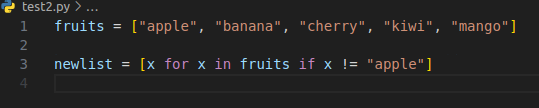 test2.py > ...
1 fruits = ["apple", "banana", "cherry", "kiwi", "mango"]
2
3 newlist = [x for x in fruits if x != "apple"]
4